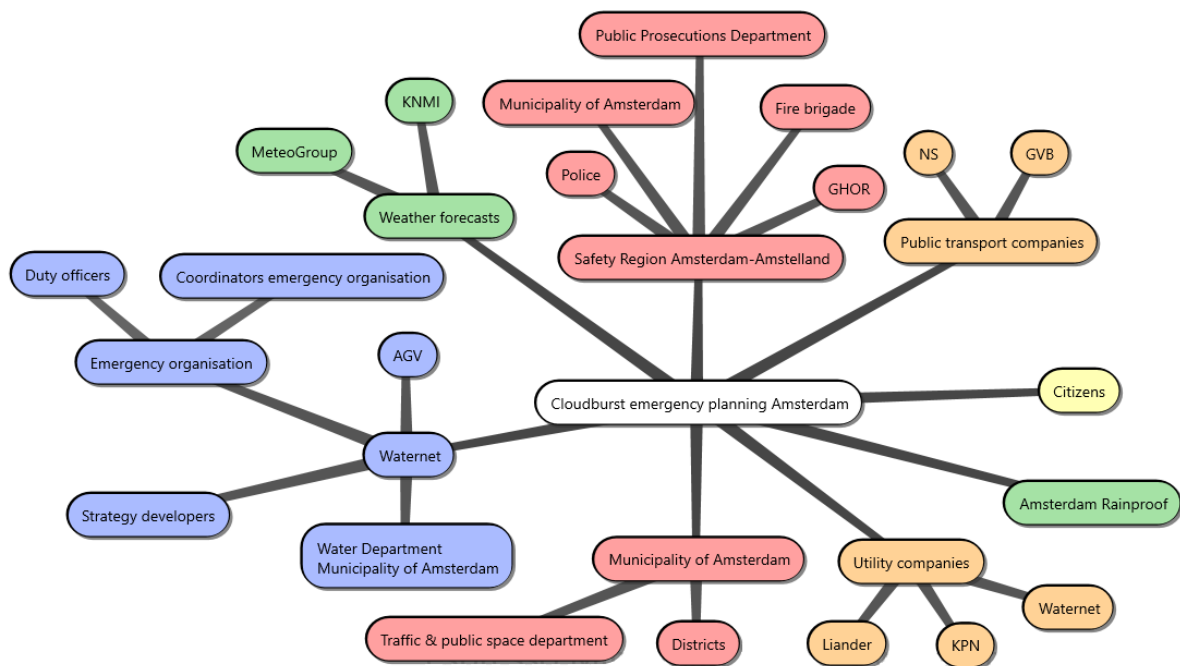 Public Prosecutions Department
KNMI
Municipality of Amsterdam
Fire brigade
MeteoGroup
NS
GVB
Police
GHOR
Weather forecasts
Public transport companies
Safety Region Amsterdam-Amstelland
Duty officers
Coordinators emergency organisation
AGV
Emergency organisation
Citizens
Cloudburst emergency planning Amsterdam
Waternet
Amsterdam Rainproof
Strategy developers
Water Department
Municipality of Amsterdam
Municipality of Amsterdam
Utility companies
Waternet
Traffic & public space department
Districts
Liander
KPN